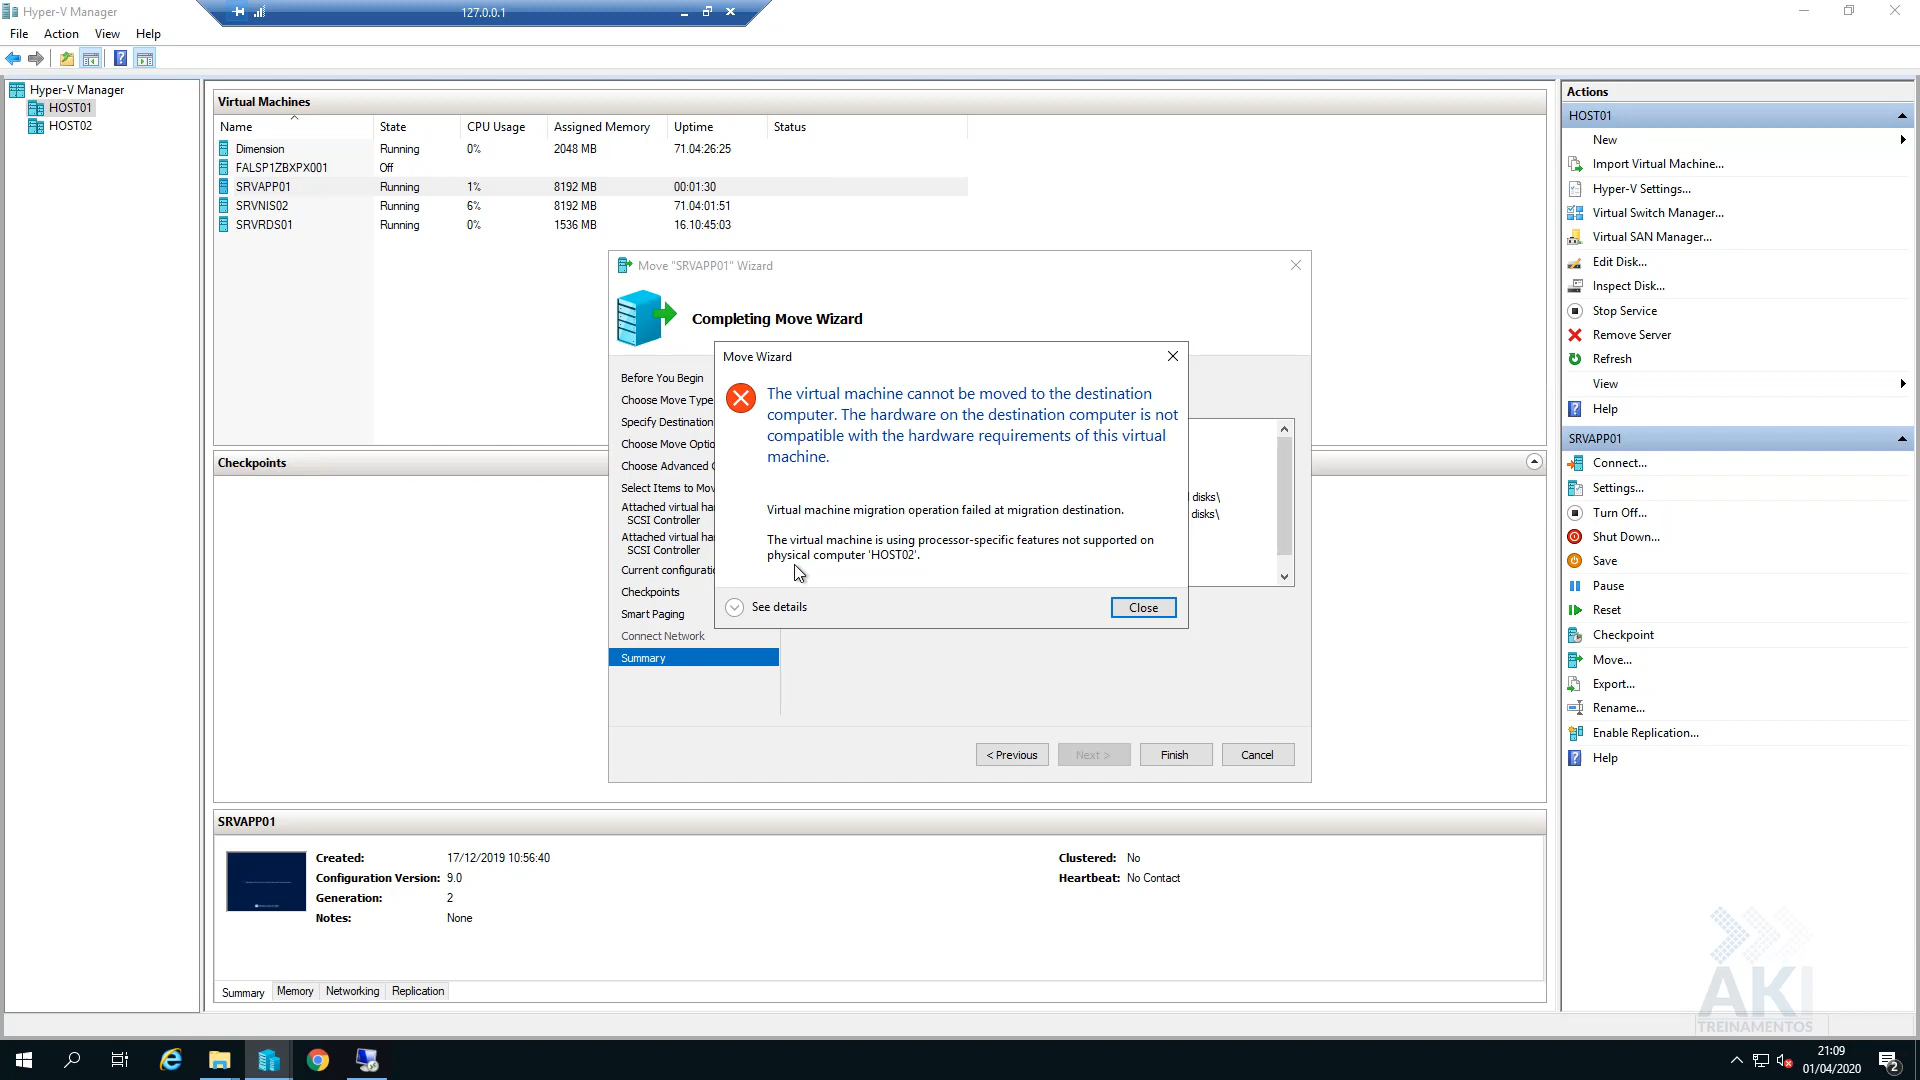 Hyper-V Manager
127.0.0.1
File Action View Help
Hyper-V Manager
HOST01
HOST02
Virtual Machines
Name State CPU Usage Assigned Memory Uptime Status
Dimension Running 0% 2048 MB 71.04:26:25
FALSP1ZBXPX001 Off
SRVAPP01 Running 1% 8192 MB 00:01:30
SRVNIS02 Running 6% 8192 MB 71.04:01:51
SRVRDS01 Running 0% 1536 MB 16.10:45:03
Checkpoints
Move "SRVAPP01" Wizard
Completing Move Wizard
Before You Begin
Choose Move Type
Specify Destination
Choose Move Optio
Choose Advanced
Select Items to Mov
Attached virtual ha
SCSI Controller
Attached virtual ha
SCSI Controller
Current configuratio
Checkpoints
Smart Paging
Connect Network
Summary
disks\
disks\
< Previous Next > Finish Cancel
Move Wizard
The virtual machine cannot be moved to the destination
computer. The hardware on the destination computer is not
compatible with the hardware requirements of this virtual
machine.
Virtual machine migration operation failed at migration destination.
The virtual machine is using processor-specific features not supported on
physical computer 'HOST02'.
See details
Close
SRVAPP01
Created: 17/12/2019 10:56:40
Configuration Version: 9.0
Generation: 2
Notes: None
Clustered: No
Heartbeat: No Contact
Summary Memory Networking Replication
Actions
HOST01
New
Import Virtual Machine...
Hyper-V Settings...
Virtual Switch Manager...
Virtual SAN Manager...
Edit Disk...
Inspect Disk...
Stop Service
Remove Server
Refresh
View
Help
SRVAPP01
Connect...
Settings...
Turn Off...
Shut Down...
Save
Pause
Reset
Checkpoint
Move...
Export...
Rename...
Enable Replication...
Help
AKI
TREINAMENTOS
21:09
01/04/2020
2